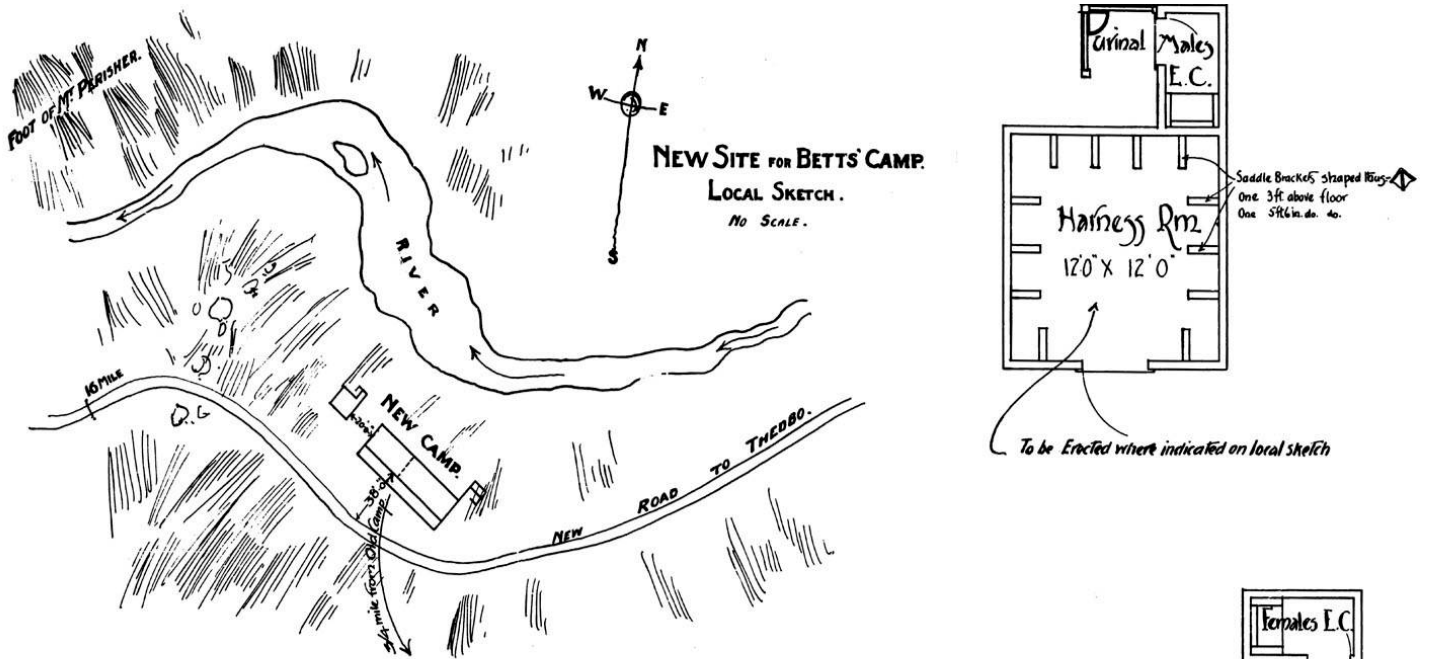 FOOT OF MT PERISHER.
N
W
E
S
NEW SITE FOR BETTS' CAMP.
LOCAL SKETCH.
NO SCALE.
RIVER
16 MILE
NEW CAMP.
38'0"
3/4 mile from Old Camp
NEW ROAD TO THEDBO.
Urinal
Males
E.C.
Harness Rm
12'0" X 12'0"
Saddle Brackets shaped thus-
One 3ft above floor
One 5ft6in. do. do.
To be Erected where indicated on local sketch
Females E.C.